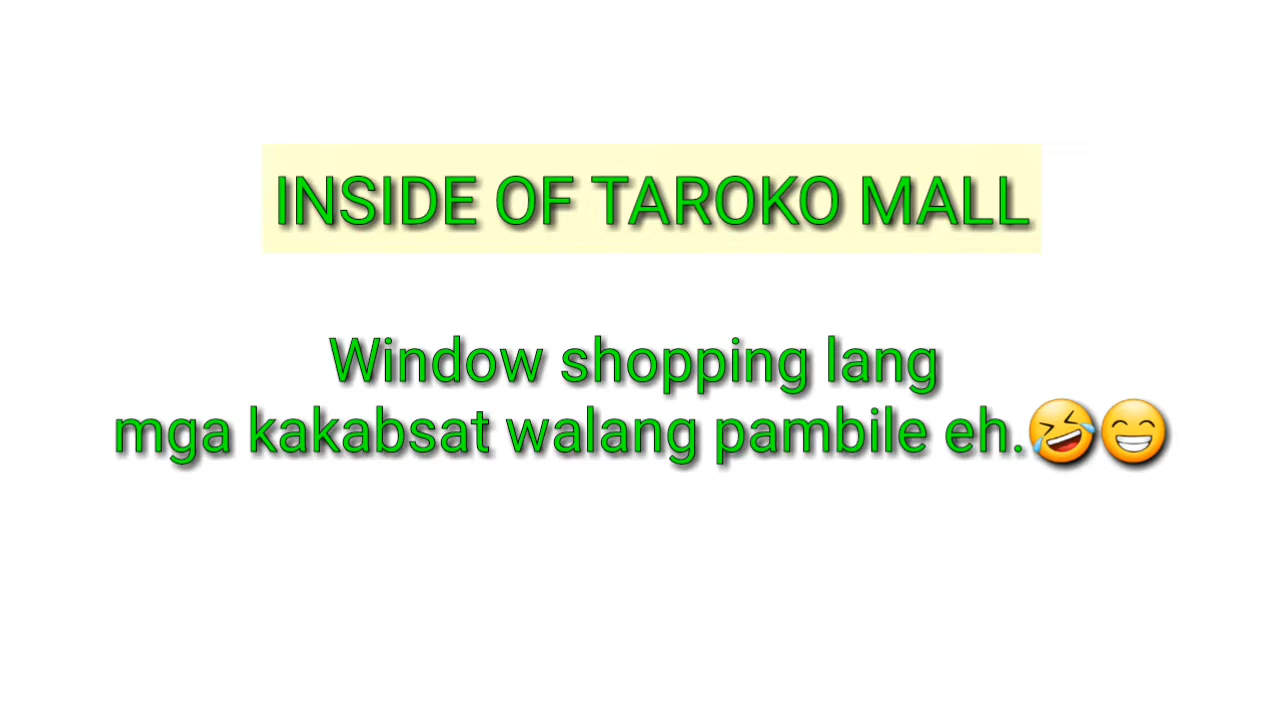 INSIDE OF TAROKO MALL
Window shopping lang
mga kakabsat walang pambile eh.🤣😁